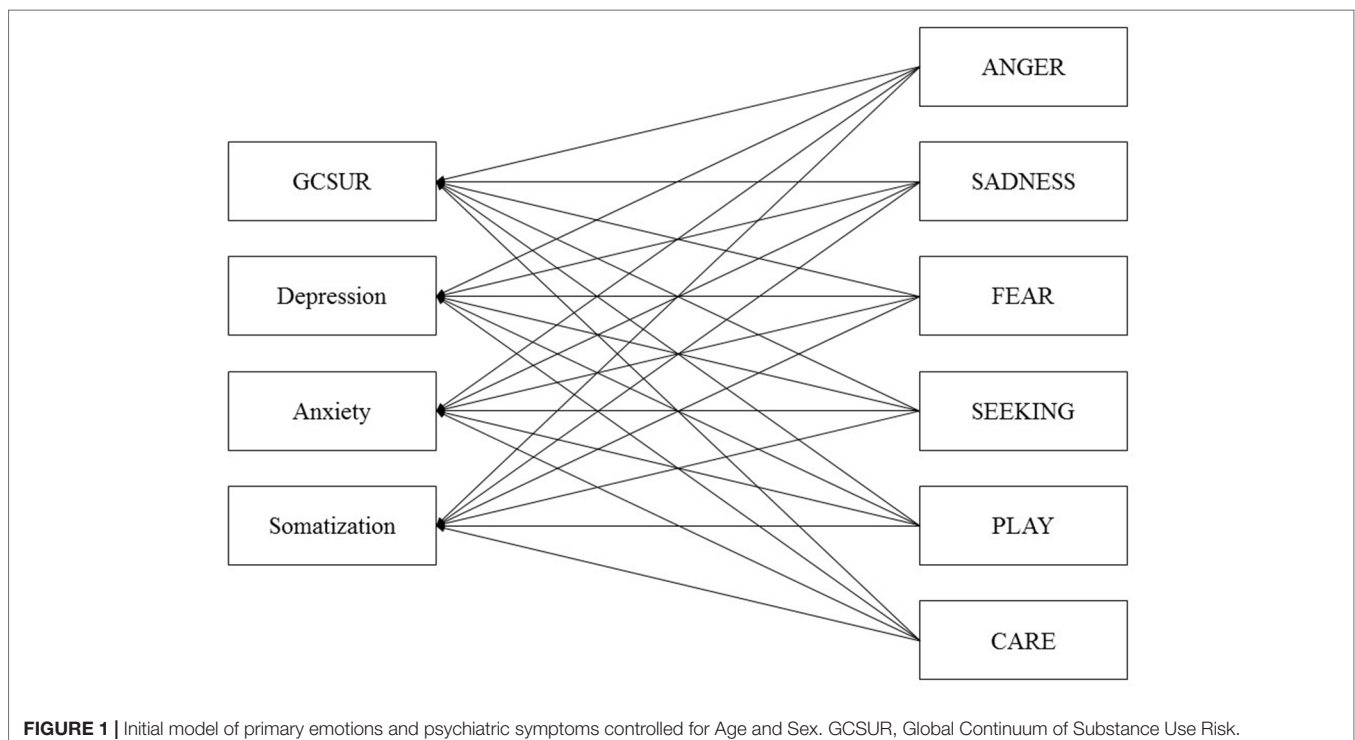 ANGER
GCSUR
SADNESS
Depression
FEAR
Anxiety
SEEKING
Somatization
PLAY
CARE
FIGURE 1 | Initial model of primary emotions and psychiatric symptoms controlled for Age and Sex. GCSUR, Global Continuum of Substance Use Risk.